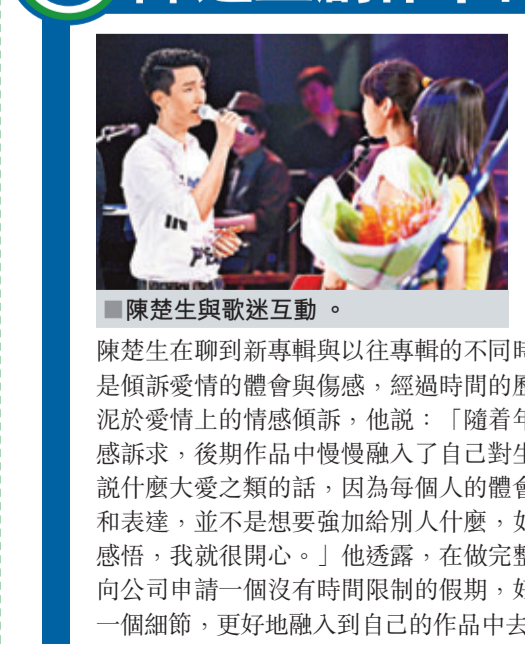 ■陳楚生與歌迷互動 。
陳楚生在聊到新專輯與以往專輯的不同時
是傾訴愛情的體會與傷感，經過時間的歷
泥於愛情上的情感傾訴，他説：「隨着年
感訴求，後期作品中慢慢融入了自己對生
説什麼大愛之類的話，因為每個人的體會
和表達，並不是想要強加給別人什麼，如
感悟，我就很開心。」他透露，在做完整
向公司申請一個沒有時間限制的假期，好
一個細節，更好地融入到自己的作品中去